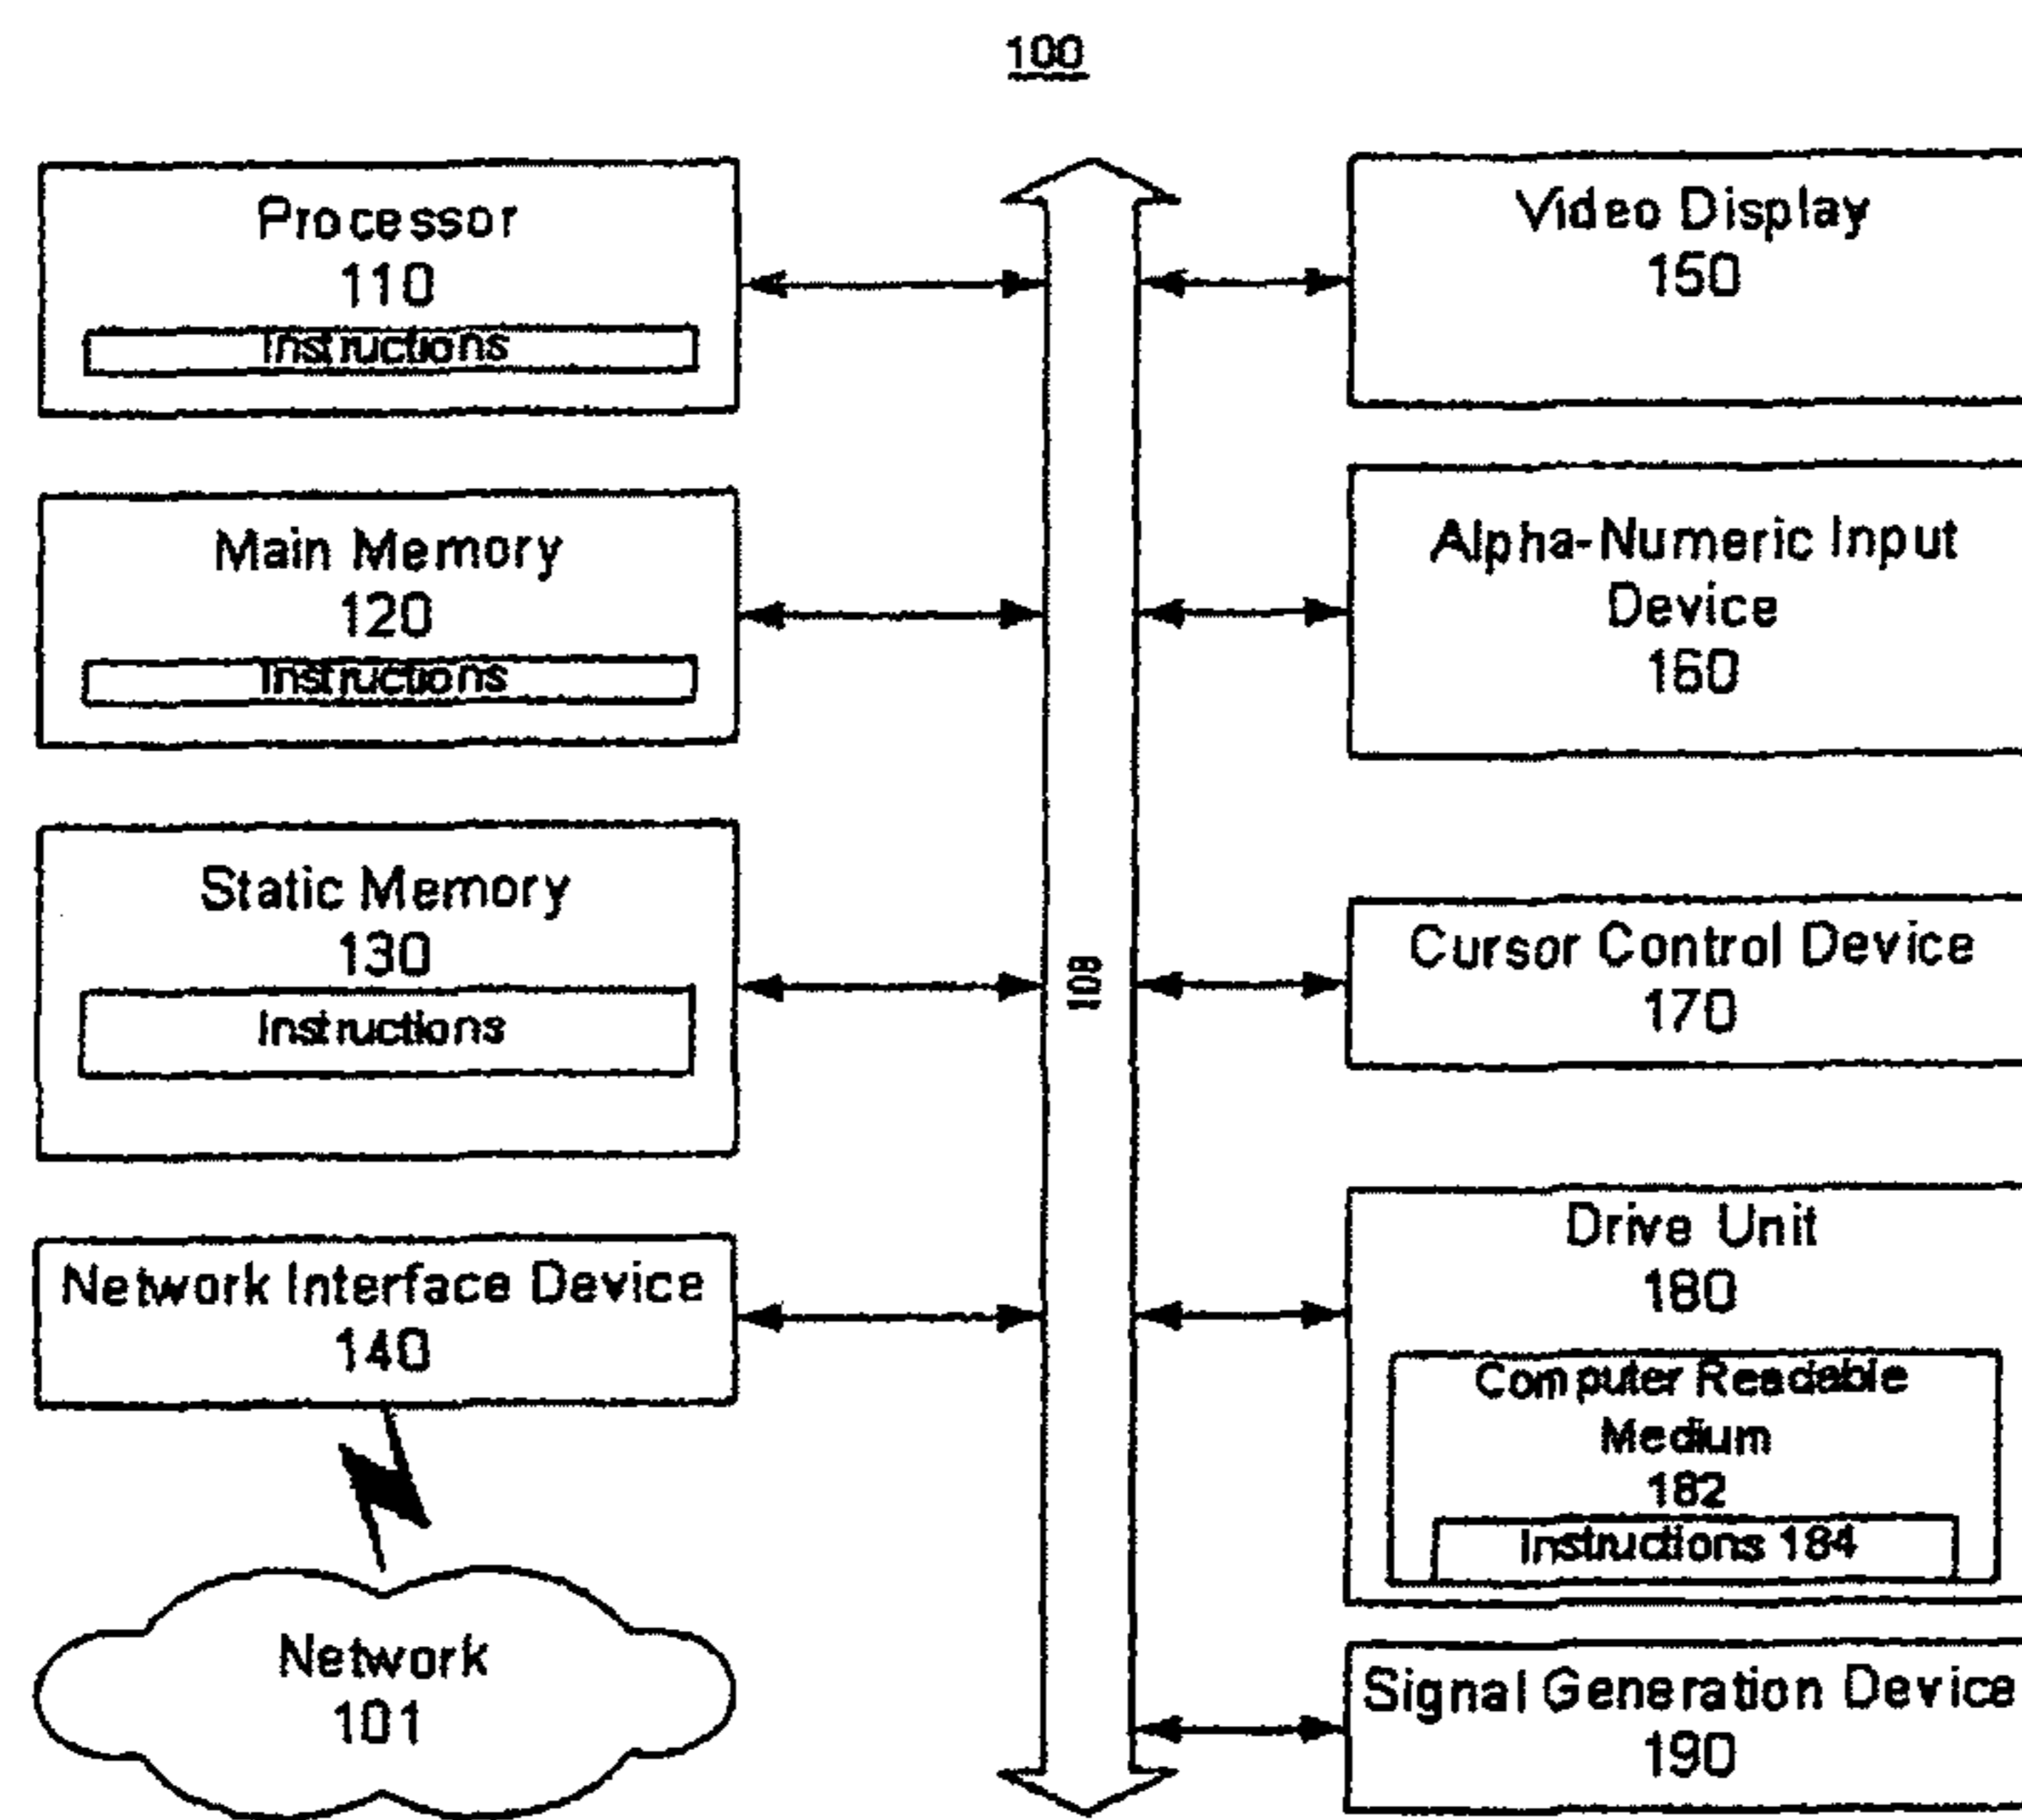 100
Processor
110
Instructions
Main Memory
120
Instructions
Static Memory
130
Instructions
Network Interface Device
140
Network
101
108
Video Display
150
Alpha-Numeric Input
Device
160
Cursor Control Device
170
Drive Unit
180
Computer Readable
Medium
182
Instructions 184
Signal Generation Device
190